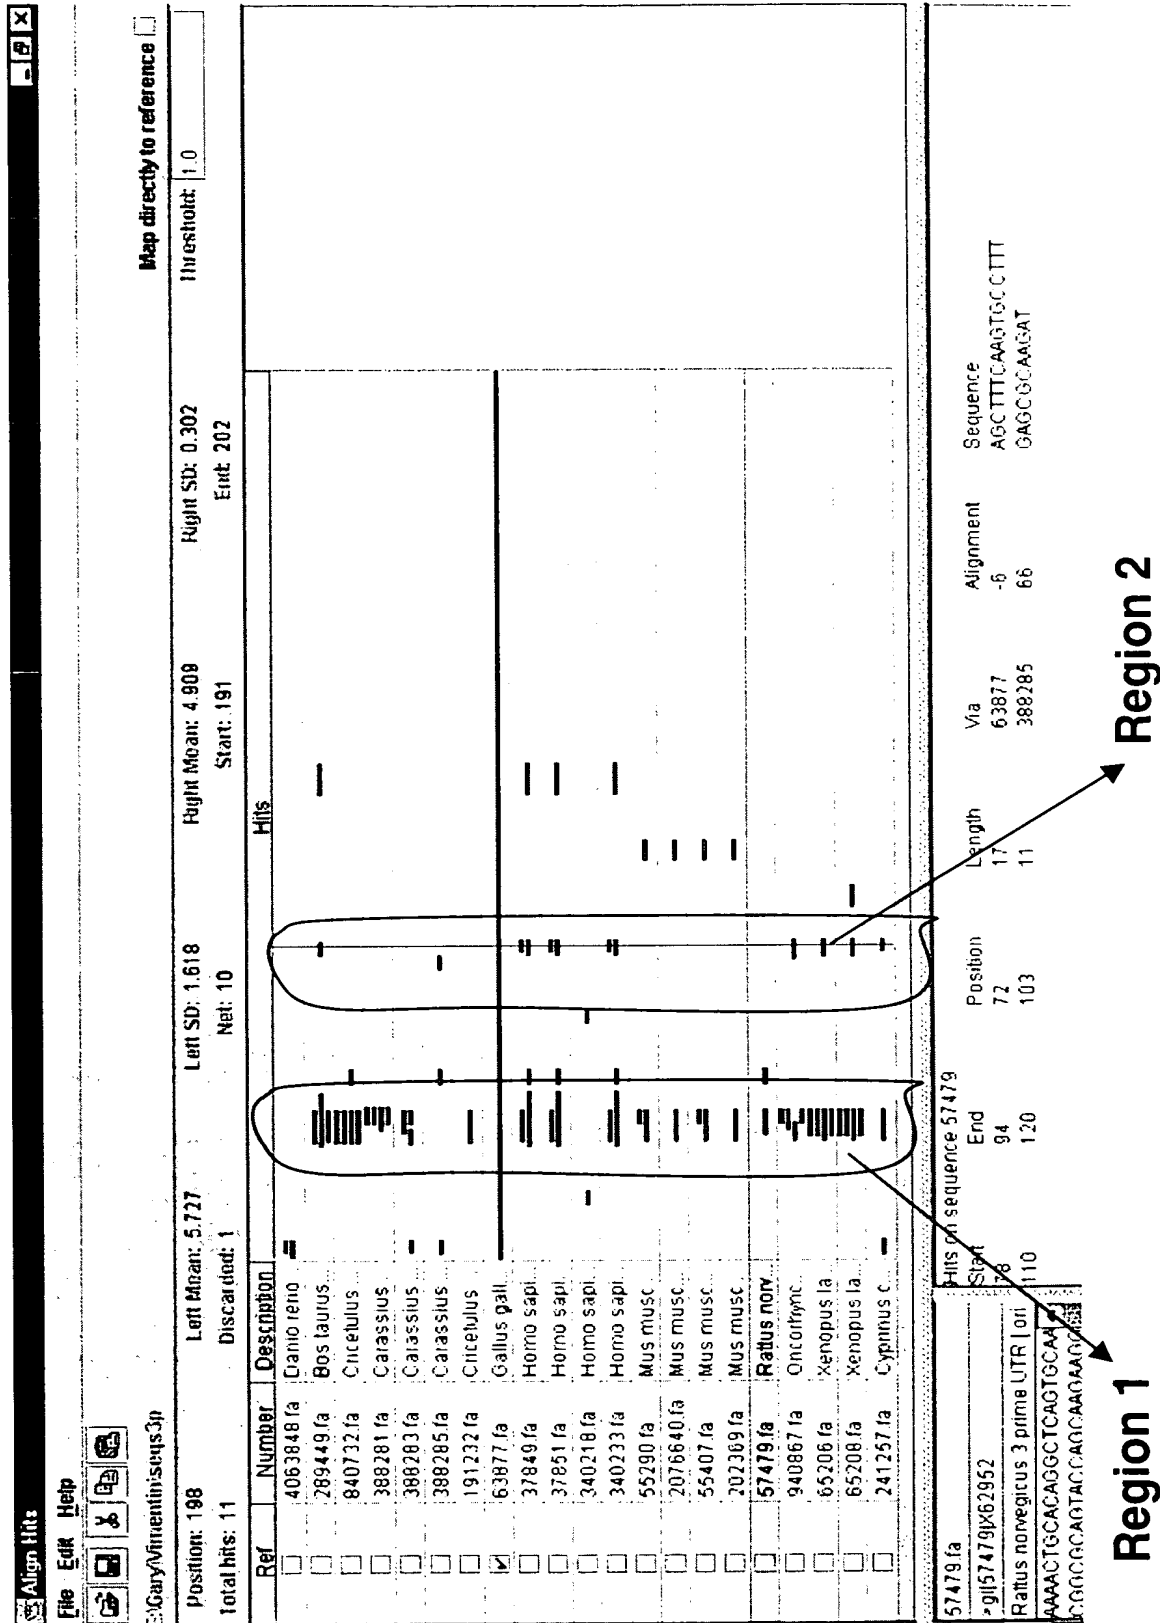 Align Hits
File Edit Help
:\Gary\Vimentin\seqs3p
Map directly to reference
Position: 198 Left Mean: 5.727 Left SD: 1.618 Right Mean: 4.909 Right SD: 0.302 Threshold: 1.0
Total hits: 11 Discarded: 1 Net: 10 Start: 191 End: 202
Ref Number Description Hits
4063848.fa Danio rerio
289449.fa Bos taurus...
840732.fa Cricetulus...
388281.fa Carassius
388283.fa Carassius
388285.fa Carassius
191232.fa Cricetulus
63877.fa Gallus gall
37849.fa Homo sapi...
37851.fa Homo sapi...
340218.fa Homo sapi...
340233.fa Homo sapi...
55290.fa Mus musc...
2076640.fa Mus musc...
55407.fa Mus musc...
202369.fa Mus musc
57479.fa Rattus norv
940867.fa Oncorhync
65206.fa Xenopus la
65208.fa Xenopus la...
241257.fa Cyprinus c
57479.fa
>gi|57479|X62952
Rattus norvegicus 3 prime UTR | ori
AAAACTGCACAGGCTCAGTGCAA
Hits on sequence 57479
Start End Position Length Via Alignment Sequence
78 94 72 17 63877 -6 AGCTTTCAAGTGCCTTT
110 120 103 11 388285 66 GAGCGCAAGAT
Region 1
Region 2